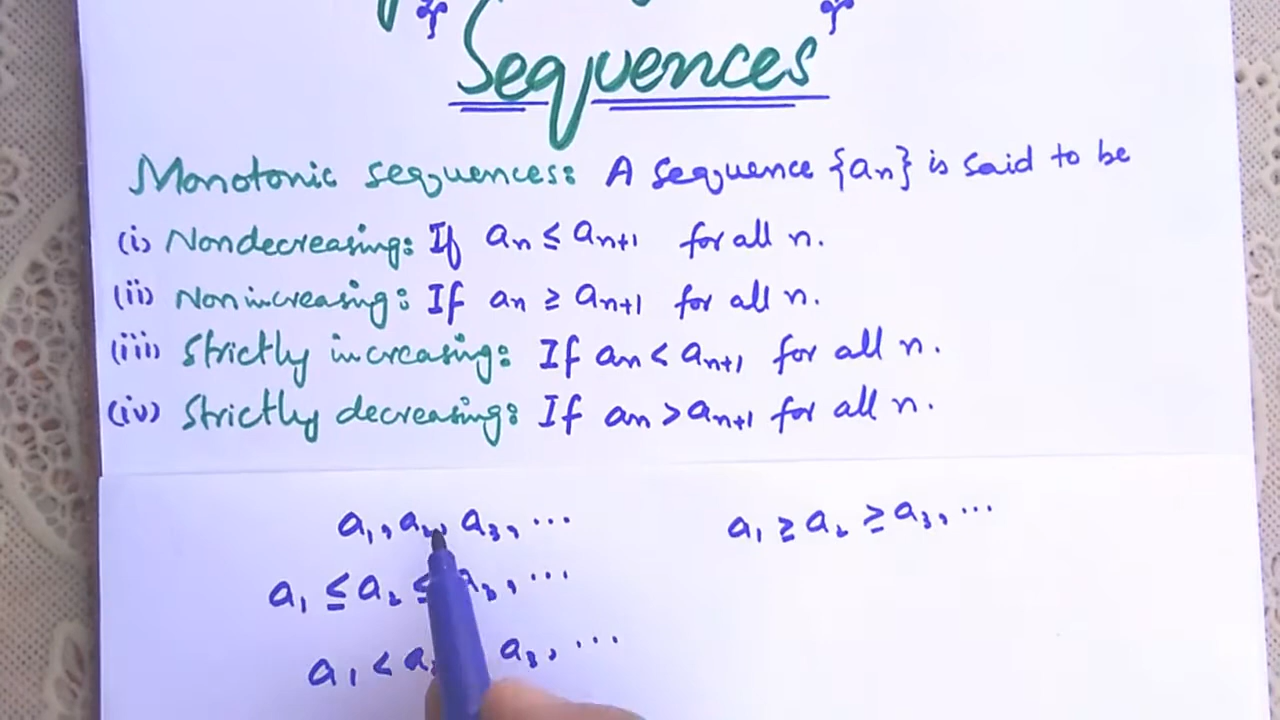 Sequences
Monotonic sequences: A sequence {aₙ} is said to be
(i) Nondecreasing: If aₙ ≤ aₙ₊₁ for all n.
(ii) Nonincreasing: If aₙ ≥ aₙ₊₁ for all n.
(iii) Strictly increasing: If aₙ < aₙ₊₁ for all n.
(iv) Strictly decreasing: If aₙ > aₙ₊₁ for all n.
a₁, a₂, a₃, ... a₁ ≥ a₂ ≥ a₃, ...
a₁ ≤ a₂ ≤ a₃, ...
a₁ < a₃, ...